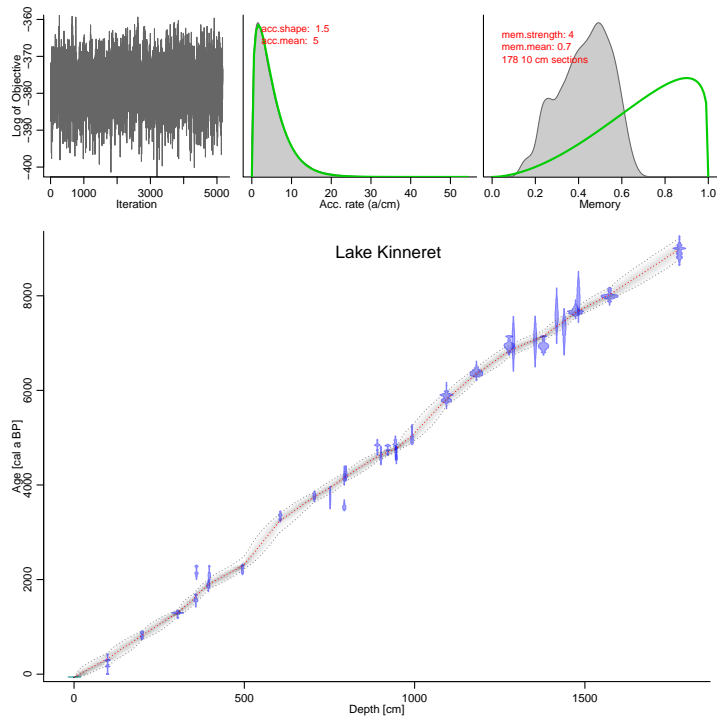 −360
−370
−380
−390
−400
Log of Objective
0 1000 3000 5000
Iteration
acc.shape: 1.5
acc.mean: 5
0 10 20 30 40 50
Acc. rate (a/cm)
mem.strength: 4
mem.mean: 0.7
178 10 cm sections
0.0 0.2 0.4 0.6 0.8 1.0
Memory
Lake Kinneret
8000
6000
4000
2000
0
Age [cal a BP]
0 500 1000 1500
Depth [cm]